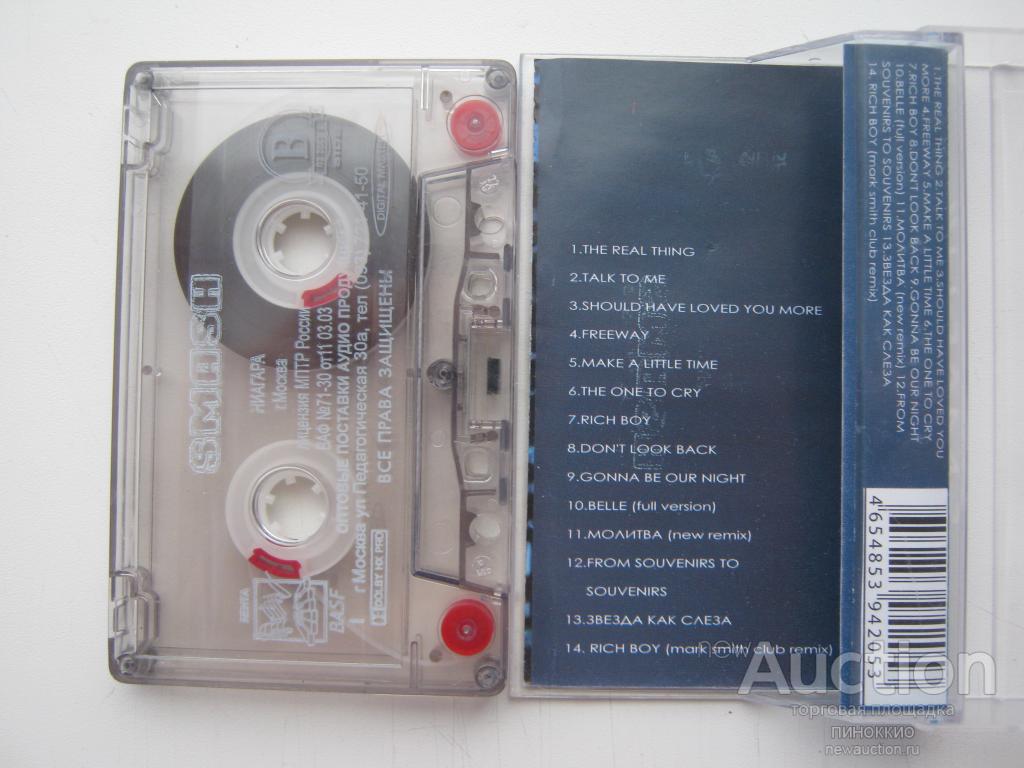 SMASH
B
DIGITAL
НИАГАРА
г.Москва
лицензия МПТР России
ВАФ №71-30 от11 03.03
оптовые поставки аудио
г Москва ул Педагогическая 30а, тел
41-60
ВСЕ ПРАВА ЗАЩИЩЕНЫ
ЛЕНТА
BASF
DOLBY HX PRO
1.THE REAL THING
2.TALK TO ME
3.SHOULD HAVE LOVED YOU MORE
4.FREEWAY
5.MAKE A LITTLE TIME
6.THE ONE TO CRY
7.RICH BOY
8.DON'T LOOK BACK
9.GONNA BE OUR NIGHT
10.BELLE (full version)
11.МОЛИТВА (new remix)
12.FROM SOUVENIRS TO
SOUVENIRS
13.ЗВЕЗДА КАК СЛЕЗА
14. RICH BOY (mark smith club remix)
1.THE REAL THING 2.TALK TO ME 3.SHOULD HAVE LOVED YOU
MORE 4.FREEWAY 5.MAKE A LITTLE TIME 6.THE ONE TO CRY
7.RICH BOY 8.DON'T LOOK BACK 9.GONNA BE OUR NIGHT
10.BELLE (full version) 11.МОЛИТВА (new remix) 12.FROM
SOUVENIRS TO SOUVENIRS 13.ЗВЕЗДА КАК СЛЕЗА
14. RICH BOY (mark smith club remix)
4 654853 942053
new Auction
торговая площадка
ПИНОККИО
newauction.ru